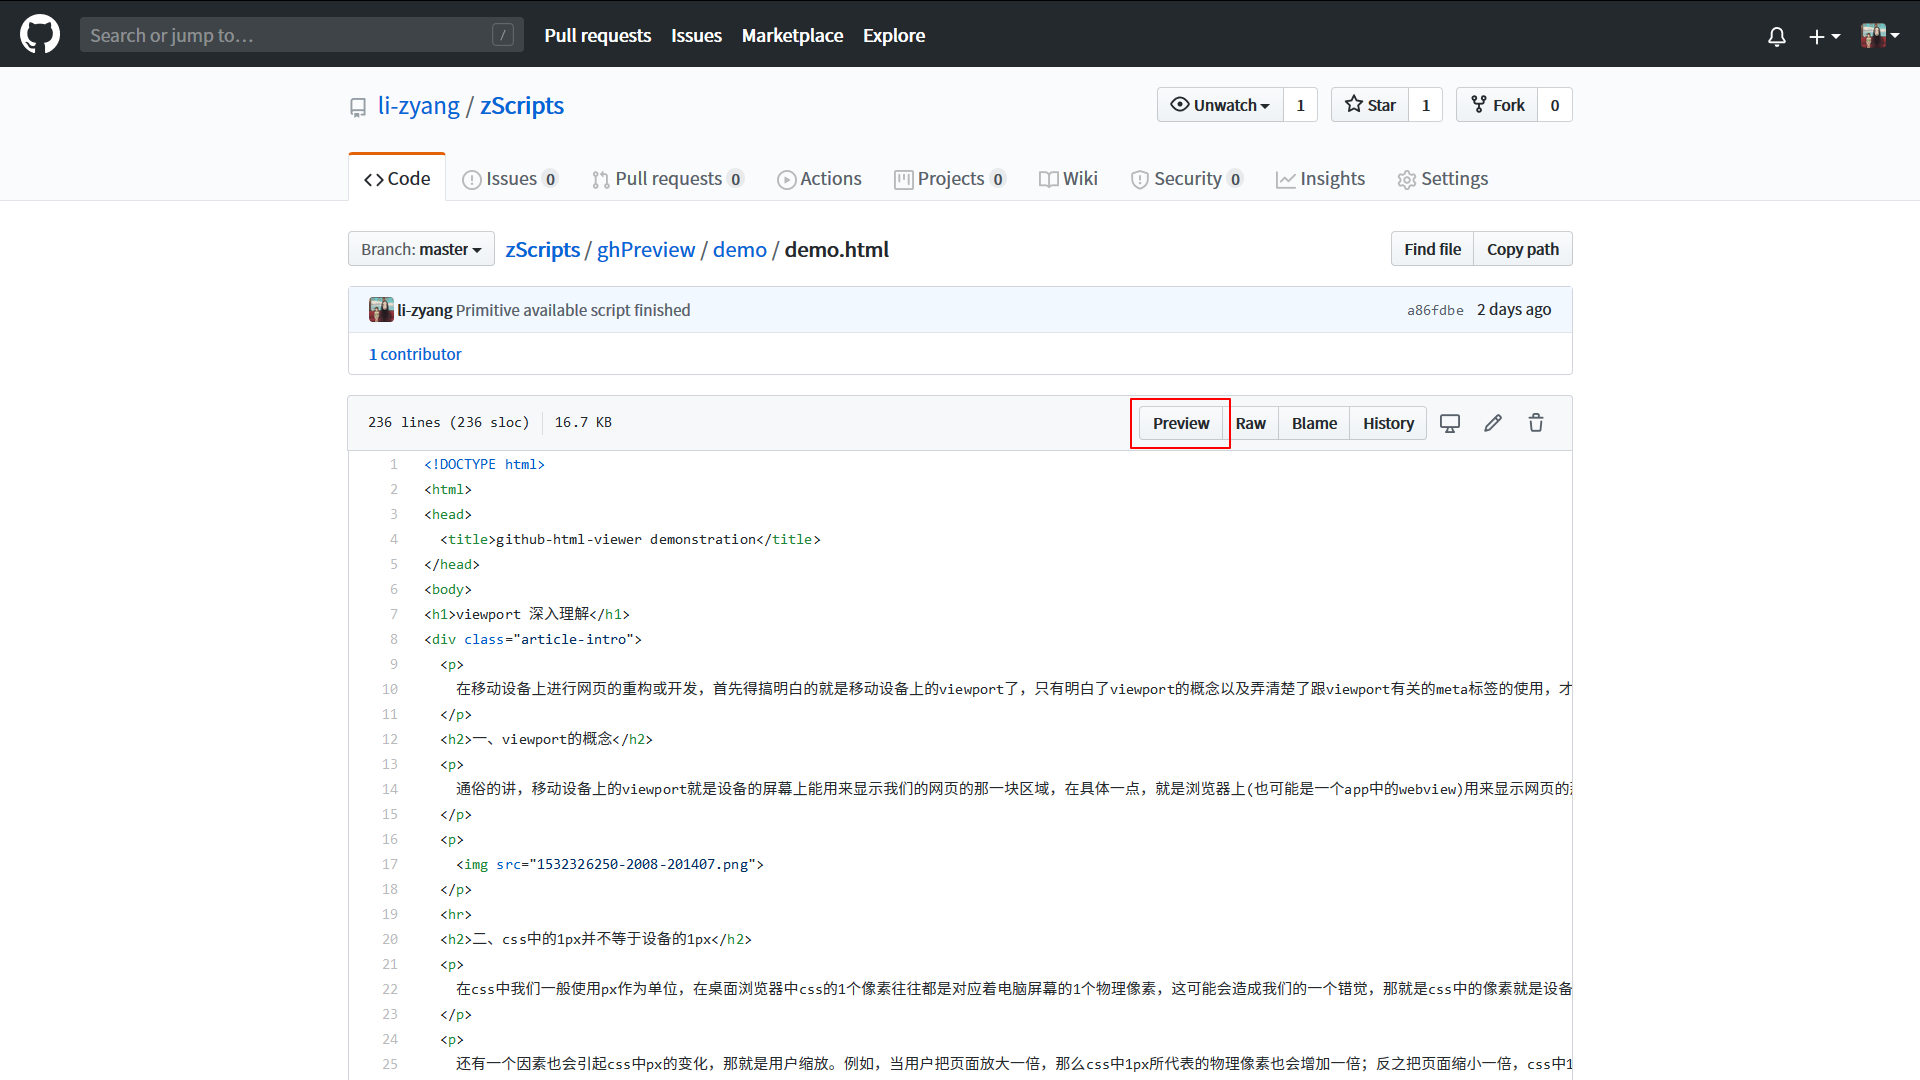 Search or jump to… /
Pull requests Issues Marketplace Explore
li-zyang / zScripts
Unwatch 1 Star 1 Fork 0
Code Issues 0 Pull requests 0 Actions Projects 0 Wiki Security 0 Insights Settings
Branch: master zScripts / ghPreview / demo / demo.html Find file Copy path
li-zyang Primitive available script finished a86fdbe 2 days ago
1 contributor
236 lines (236 sloc) 16.7 KB Preview Raw Blame History
1 <!DOCTYPE html>
2 <html>
3 <head>
4 <title>github-html-viewer demonstration</title>
5 </head>
6 <body>
7 <h1>viewport 深入理解</h1>
8 <div class="article-intro">
9 <p>
10 在移动设备上进行网页的重构或开发，首先得搞明白的就是移动设备上的viewport了，只有明白了viewport的概念以及弄清楚了跟viewport有关的meta标签的使用，才
11 </p>
12 <h2>一、viewport的概念</h2>
13 <p>
14 通俗的讲，移动设备上的viewport就是设备的屏幕上能用来显示我们的网页的那一块区域，在具体一点，就是浏览器上(也可能是一个app中的webview)用来显示网页的
15 </p>
16 <p>
17 <img src="1532326250-2008-201407.png">
18 </p>
19 <hr>
20 <h2>二、css中的1px并不等于设备的1px</h2>
21 <p>
22 在css中我们一般使用px作为单位，在桌面浏览器中css的1个像素往往都是对应着电脑屏幕的1个物理像素，这可能会造成我们的一个错觉，那就是css中的像素就是设备
23 </p>
24 <p>
25 还有一个因素也会引起css中px的变化，那就是用户缩放。例如，当用户把页面放大一倍，那么css中1px所代表的物理像素也会增加一倍；反之把页面缩小一倍，css中1